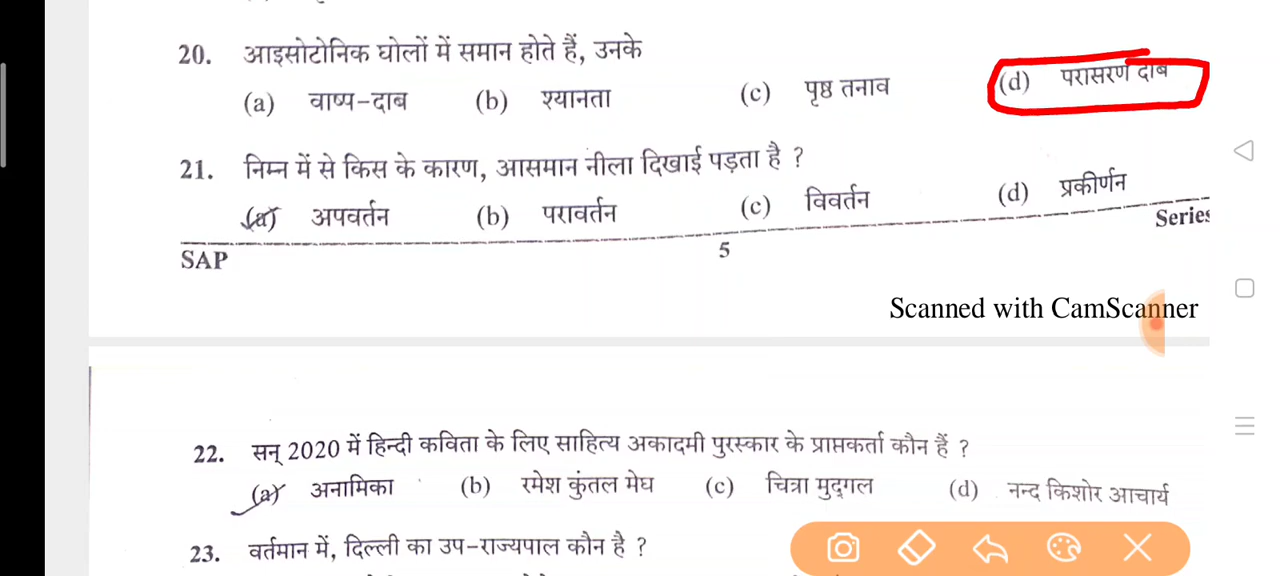 20. आइसोटोनिक घोलों में समान होते हैं, उनके
(a) वाष्प-दाब (b) श्यानता (c) पृष्ठ तनाव (d) परासरण दाब
21. निम्न में से किस के कारण, आसमान नीला दिखाई पड़ता है ?
(a) अपवर्तन (b) परावर्तन (c) विवर्तन (d) प्रकीर्णन
SAP 5 Series
Scanned with CamScanner
22. सन् 2020 में हिन्दी कविता के लिए साहित्य अकादमी पुरस्कार के प्राप्तकर्ता कौन हैं ?
(a) अनामिका (b) रमेश कुंतल मेघ (c) चित्रा मुद्गल (d) नन्द किशोर आचार्य
23. वर्तमान में, दिल्ली का उप-राज्यपाल कौन है ?